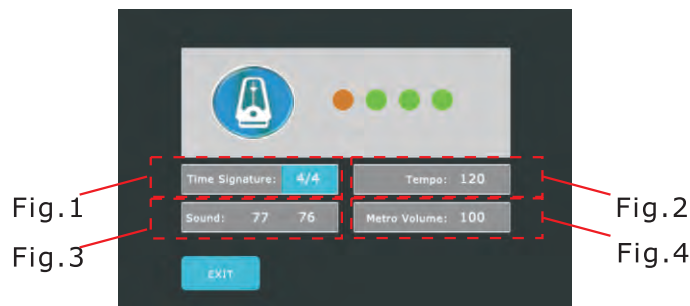 Time Signature: 4/4
Tempo: 120
Fig.1
Fig.2
Sound: 77 76
Metro Volume: 100
Fig.3
Fig.4
EXIT